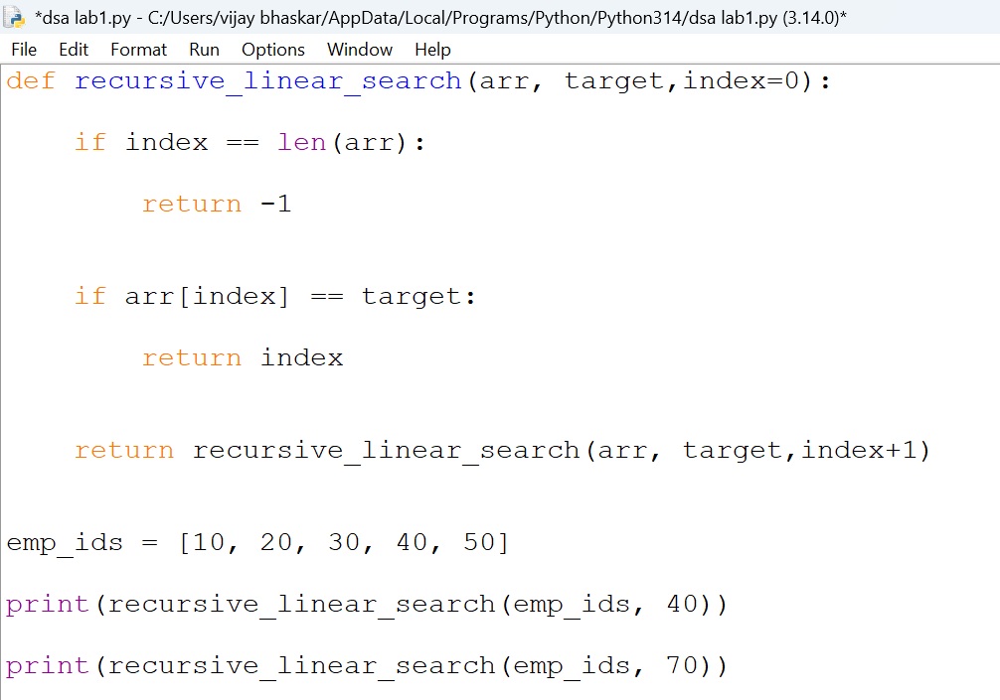 *dsa lab1.py - C:/Users/vijay bhaskar/AppData/Local/Programs/Python/Python314/dsa lab1.py (3.14.0)*
File Edit Format Run Options Window Help
def recursive_linear_search(arr, target,index=0):
    if index == len(arr):
        return -1
    if arr[index] == target:
        return index
    return recursive_linear_search(arr, target,index+1)
emp_ids = [10, 20, 30, 40, 50]
print(recursive_linear_search(emp_ids, 40))
print(recursive_linear_search(emp_ids, 70))